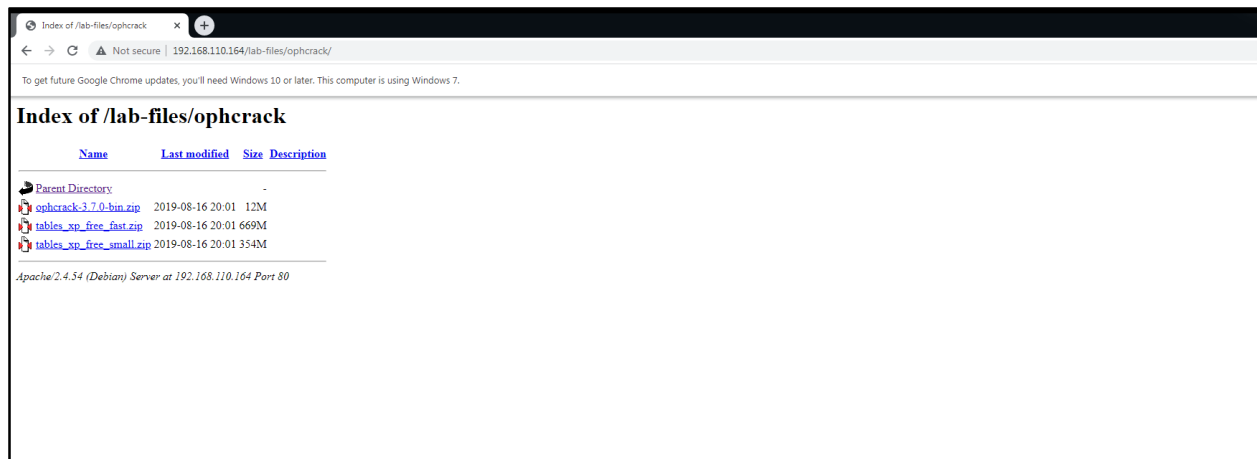 Index of /lab-files/ophcrack
Not secure | 192.168.110.164/lab-files/ophcrack/
To get future Google Chrome updates, you'll need Windows 10 or later. This computer is using Windows 7.
Index of /lab-files/ophcrack
Name Last modified Size Description
Parent Directory -
ophcrack-3.7.0-bin.zip 2019-08-16 20:01 12M
tables_xp_free_fast.zip 2019-08-16 20:01 669M
tables_xp_free_small.zip 2019-08-16 20:01 354M
Apache/2.4.54 (Debian) Server at 192.168.110.164 Port 80